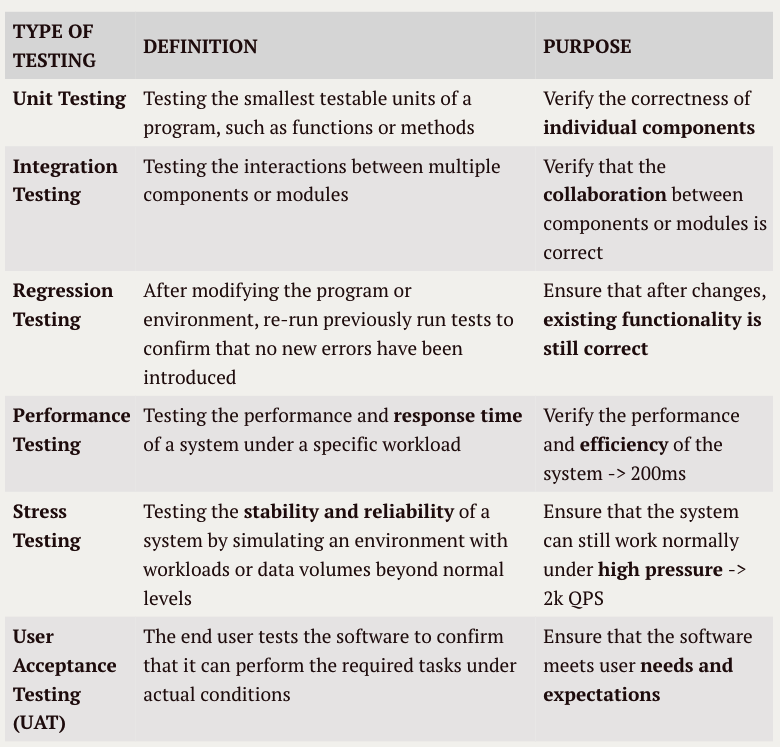 TYPE OF
TESTING
DEFINITION
PURPOSE
Unit Testing
Testing the smallest testable units of a
program, such as functions or methods
Verify the correctness of
individual components
Integration
Testing
Testing the interactions between multiple
components or modules
Verify that the
collaboration between
components or modules is
correct
Regression
Testing
After modifying the program or
environment, re-run previously run tests to
confirm that no new errors have been
introduced
Ensure that after changes,
existing functionality is
still correct
Performance
Testing
Testing the performance and response time
of a system under a specific workload
Verify the performance
and efficiency of the
system -> 200ms
Stress
Testing
Testing the stability and reliability of a
system by simulating an environment with
workloads or data volumes beyond normal
levels
Ensure that the system
can still work normally
under high pressure ->
2k QPS
User
Acceptance
Testing
(UAT)
The end user tests the software to confirm
that it can perform the required tasks under
actual conditions
Ensure that the software
meets user needs and
expectations